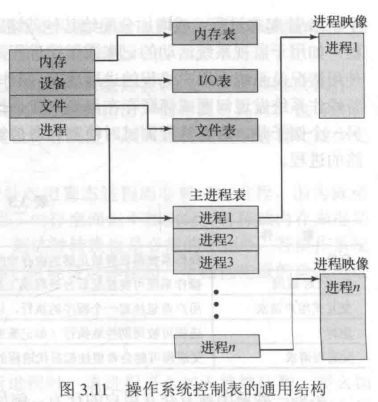 内存
设备
文件
进程
内存表
I/O表
文件表
主进程表
进程1
进程2
进程3
进程n
进程映像
进程1
进程映像
进程n
图 3.11 操作系统控制表的通用结构